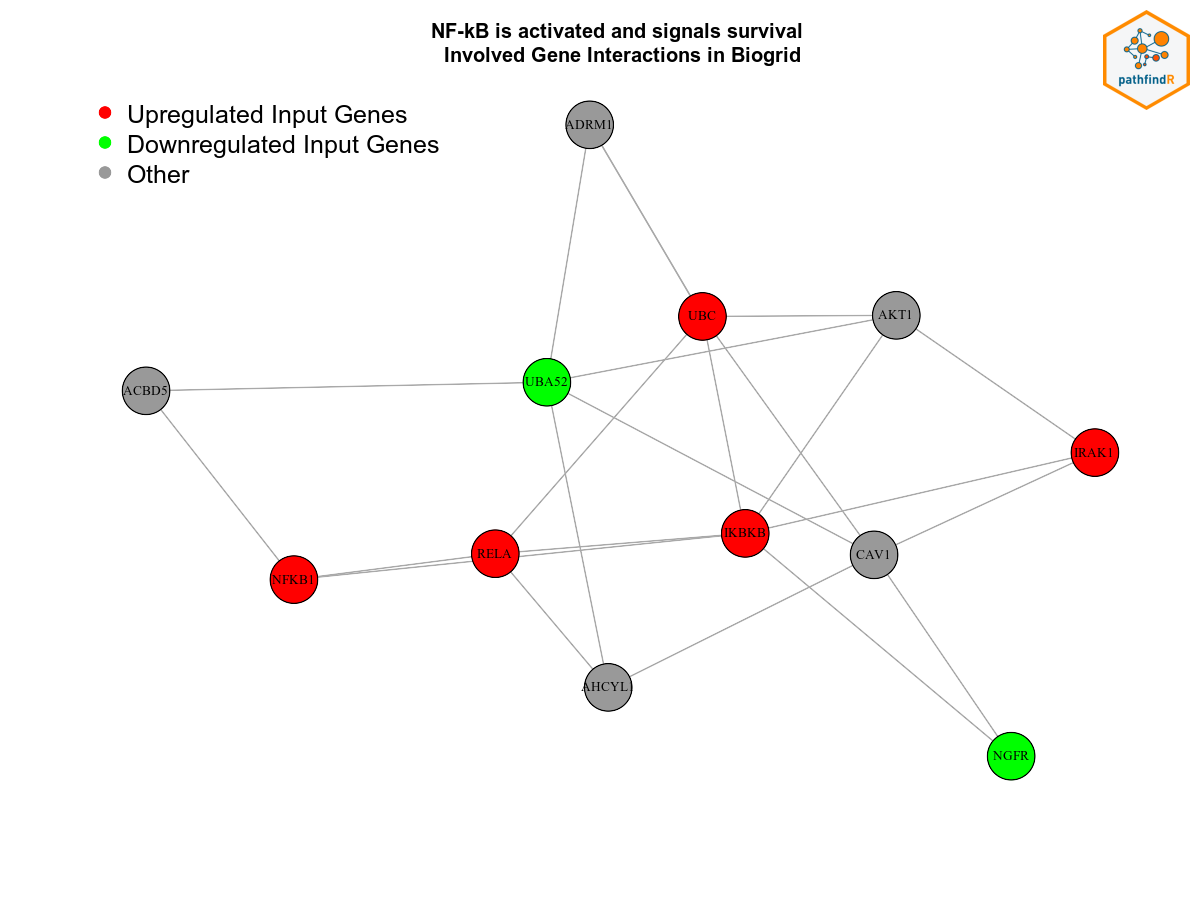 NF-kB is activated and signals survival
Involved Gene Interactions in Biogrid
pathfindR
Upregulated Input Genes
Downregulated Input Genes
Other
ADRM1
UBC
AKT1
UBA52
ACBD5
IRAK1
IKBKB
RELA
CAV1
NFKB1
AHCYL1
NGFR